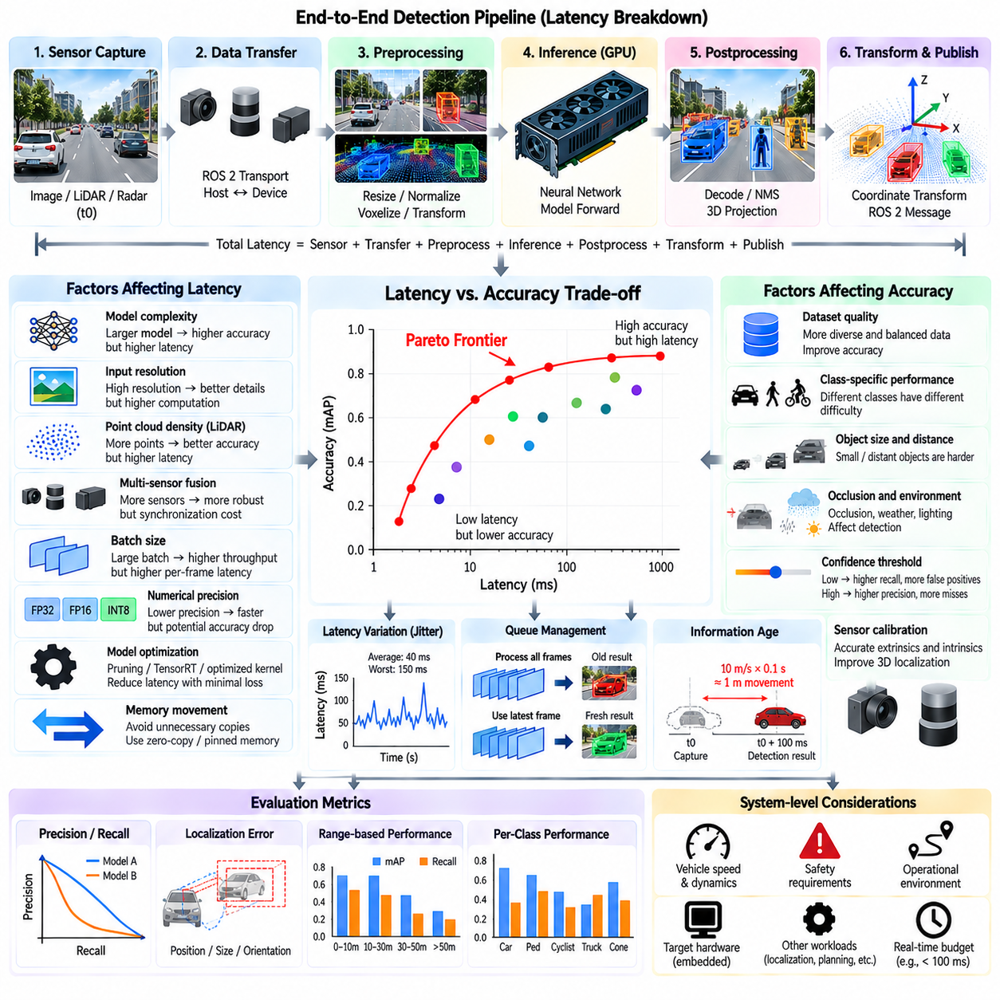 End-to-End Detection Pipeline (Latency Breakdown)
1. Sensor Capture
Image / LiDAR / Radar
(t0)
2. Data Transfer
ROS 2 Transport
Host ↔ Device
3. Preprocessing
Resize / Normalize
Voxelize / Transform
4. Inference (GPU)
Neural Network
Model Forward
5. Postprocessing
Decode / NMS
3D Projection
6. Transform & Publish
Z
Y
X
Coordinate Transform
ROS 2 Message
Total Latency = Sensor + Transfer + Preprocess + Inference + Postprocess + Transform + Publish
Factors Affecting Latency
Model complexity
Larger model → higher accuracy
but higher latency
Input resolution
High resolution → better details
but higher computation
Point cloud density (LiDAR)
More points → better accuracy
but higher latency
Multi-sensor fusion
More sensors → more robust
but synchronization cost
Batch size
Large batch → higher throughput
but higher per-frame latency
FP32
FP16
INT8
Numerical precision
Lower precision → faster
but potential accuracy drop
Model optimization
Pruning / TensorRT / optimized kernel
Reduce latency with minimal loss
Memory movement
Avoid unnecessary copies
Use zero-copy / pinned memory
Latency vs. Accuracy Trade-off
Pareto Frontier
High accuracy
but high latency
Low latency
but lower accuracy
Accuracy (mAP)
1.0
0.8
0.6
0.4
0.2
0.0
1
10
100
1000
Latency (ms)
Factors Affecting Accuracy
Dataset quality
More diverse and balanced data
Improve accuracy
Class-specific performance
Different classes have different
difficulty
Object size and distance
Small / distant objects are harder
Occlusion and environment
Occlusion, weather, lighting
Affect detection
Confidence threshold
Low → higher recall, more false positives
High → higher precision, more misses
Sensor calibration
Accurate extrinsics and intrinsics
Improve 3D localization
Latency Variation (Jitter)
Average: 40 ms
Worst: 150 ms
Latency (ms)
150
100
50
0
Time (s)
Queue Management
Process all frames
Old result
Use latest frame
Fresh result
Information Age
10 m/s × 0.1 s
≈ 1 m movement
t0
Capture
t0 + 100 ms
Detection result
Evaluation Metrics
Precision / Recall
Model A
Model B
Precision
Recall
Localization Error
Position / Size / Orientation
Range-based Performance
mAP
Recall
0.8
0.6
0.4
0.2
0.0
0–10m
10–30m
30–50m
>50m
Per-Class Performance
0.8
0.6
0.4
0.2
0.0
Car
Ped
Cyclist
Truck
Cone
System-level Considerations
Vehicle speed
& dynamics
Safety
requirements
Operational
environment
Target hardware
(embedded)
Other workloads
(localization, planning, etc.)
Real-time budget
(e.g., < 100 ms)